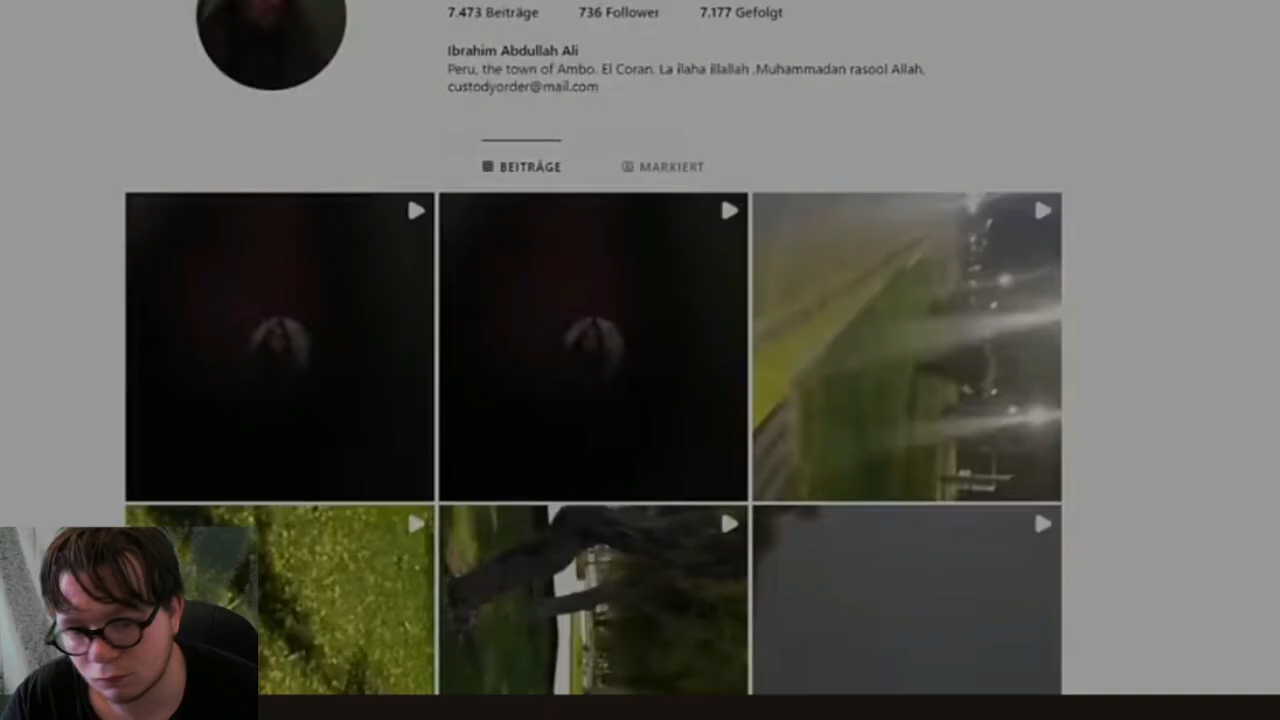 7.473 Beiträge 736 Follower 7.177 Gefolgt
Ibrahim Abdullah Ali
Peru, the town of Ambo. El Coran. La ilaha illallah .Muhammadan rasool Allah,
custodyorder@mail.com
BEITRÄGE MARKIERT